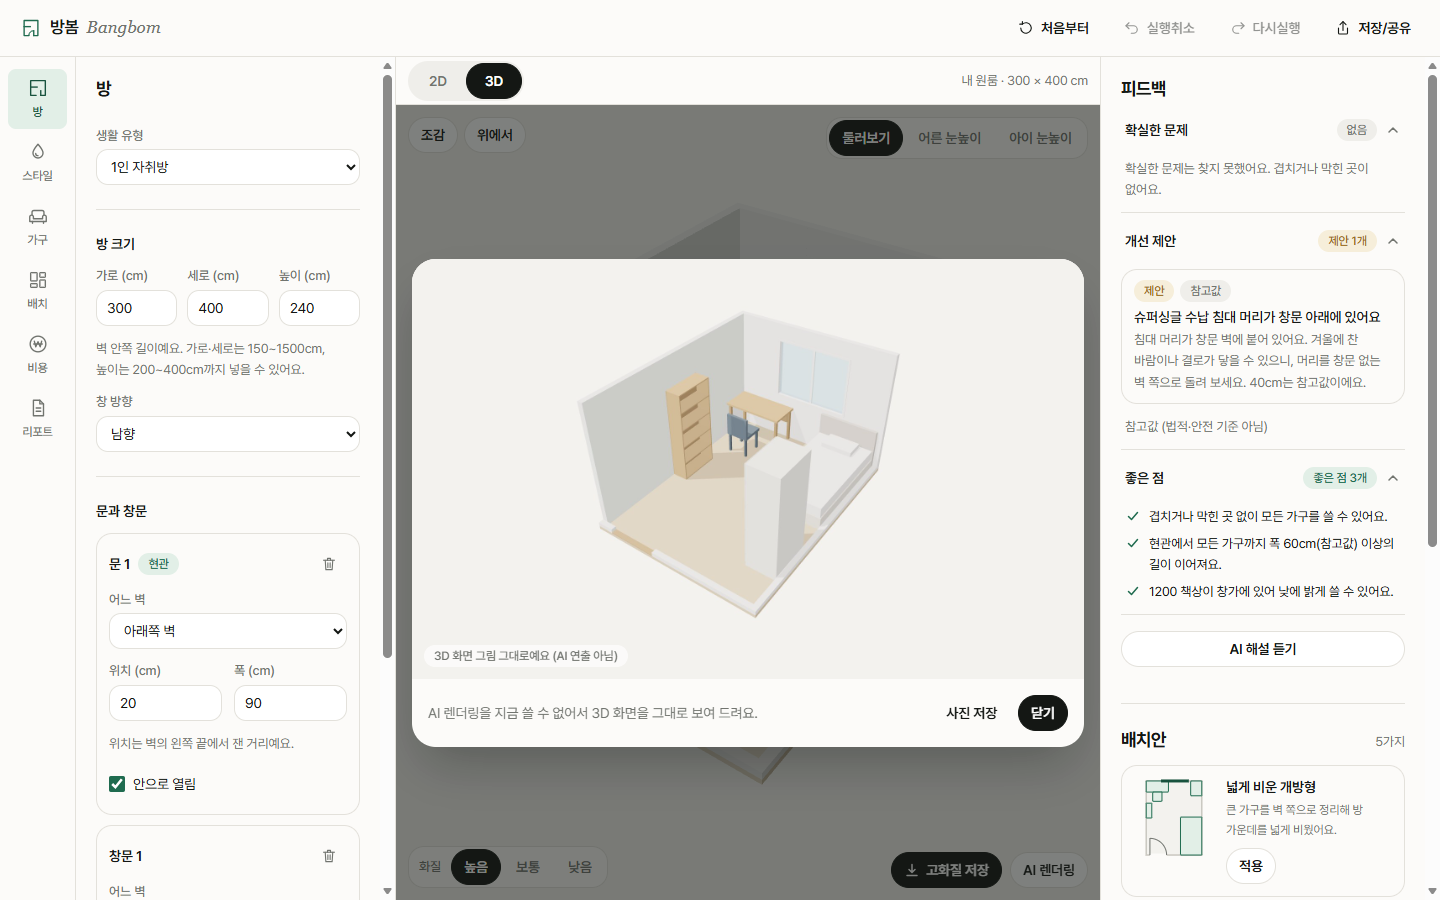 방봄 Bangbom
처음부터
실행취소
다시실행
저장/공유
방
스타일
가구
배치
비용
리포트
방
생활 유형
1인 자취방
방 크기
가로 (cm)
세로 (cm)
높이 (cm)
300
400
240
벽 안쪽 길이예요. 가로·세로는 150~1500cm,
높이는 200~400cm까지 넣을 수 있어요.
창 방향
남향
문과 창문
문 1 현관
어느 벽
아래쪽 벽
위치 (cm)
폭 (cm)
20
90
위치는 벽의 왼쪽 끝에서 잰 거리예요.
안으로 열림
창문 1
어느 벽
2D
3D
내 원룸 · 300 × 400 cm
조감
위에서
둘러보기
어른 눈높이
아이 눈높이
3D 화면 그림 그대로예요 (AI 연출 아님)
AI 렌더링을 지금 쓸 수 없어서 3D 화면을 그대로 보여 드려요.
사진 저장
닫기
화질
높음
보통
낮음
고화질 저장
AI 렌더링
피드백
확실한 문제
없음
확실한 문제는 찾지 못했어요. 겹치거나 막힌 곳이
없어요.
개선 제안
제안 1개
제안
참고값
슈퍼싱글 수납 침대 머리가 창문 아래에 있어요
침대 머리가 창문 벽에 붙어 있어요. 겨울에 찬
바람이나 결로가 닿을 수 있으니, 머리를 창문 없는
벽 쪽으로 돌려 보세요. 40cm는 참고값이에요.
참고값 (법적·안전 기준 아님)
좋은 점
좋은 점 3개
겹치거나 막힌 곳 없이 모든 가구를 쓸 수 있어요.
현관에서 모든 가구까지 폭 60cm(참고값) 이상의
길이 이어져요.
1200 책상이 창가에 있어 낮에 밝게 쓸 수 있어요.
AI 해설 듣기
배치안
5가지
넓게 비운 개방형
큰 가구를 벽 쪽으로 정리해 방
가운데를 넓게 비웠어요.
적용